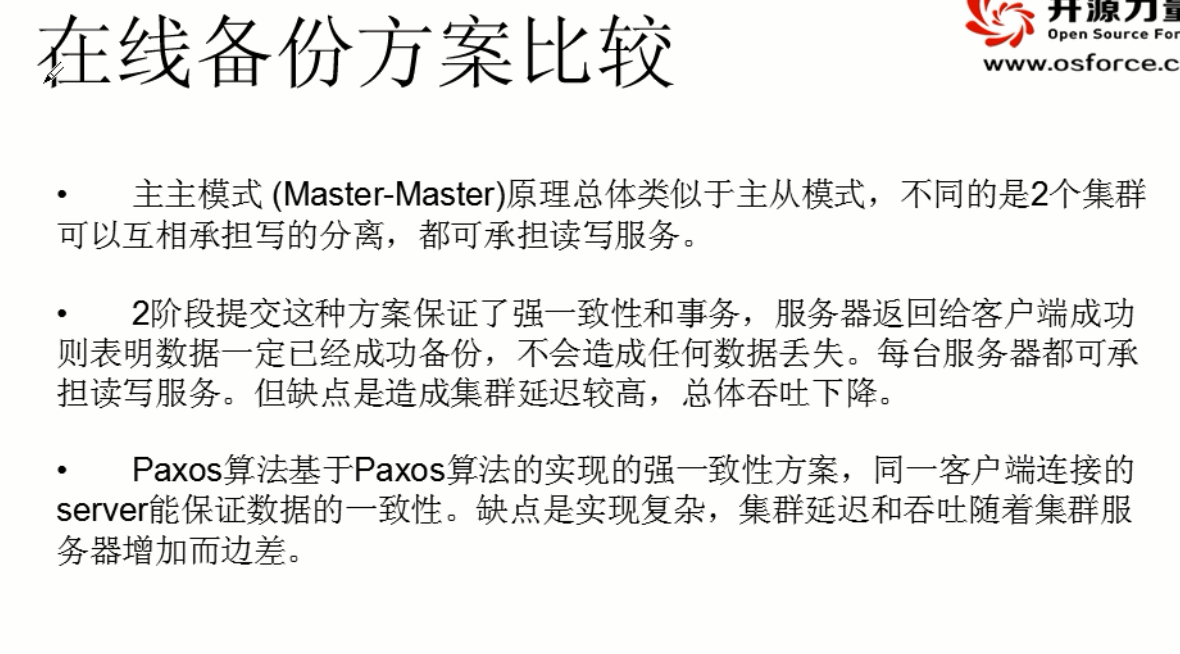 在线备份方案比较
开源力量
Open Source For
www.osforce.c
• 主主模式 (Master-Master)原理总体类似于主从模式，不同的是2个集群
可以互相承担写的分离，都可承担读写服务。
• 2阶段提交这种方案保证了强一致性和事务，服务器返回给客户端成功
则表明数据一定已经成功备份，不会造成任何数据丢失。每台服务器都可承
担读写服务。但缺点是造成集群延迟较高，总体吞吐下降。
• Paxos算法基于Paxos算法的实现的强一致性方案，同一客户端连接的
server能保证数据的一致性。缺点是实现复杂，集群延迟和吞吐随着集群服
务器增加而边差。